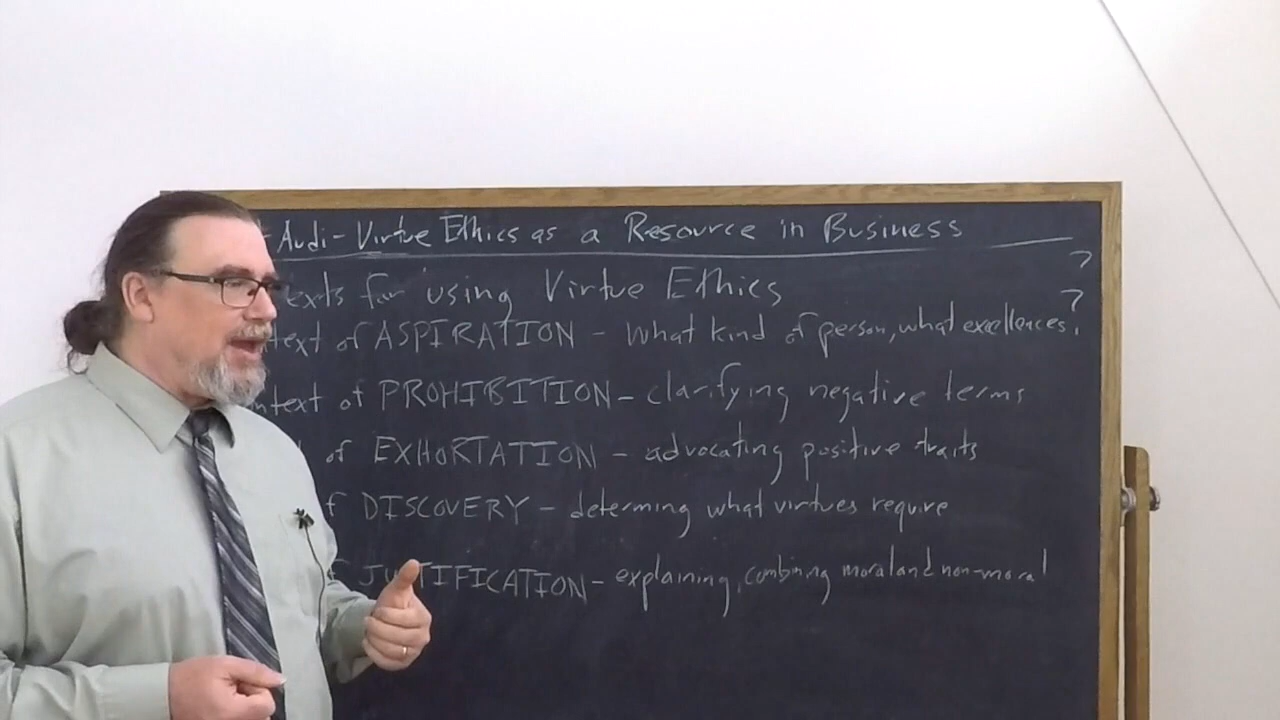 Audi - Virtue Ethics as a Resource in Business
exts for using Virtue Ethics ?
text of ASPIRATION - What kind of person, what excellences?
ntext of PROHIBITION - clarifying negative terms
of EXHORTATION - advocating positive traits
f DISCOVERY - determing what virtues require
f JUSTIFICATION - explaining, combining moral and non-moral